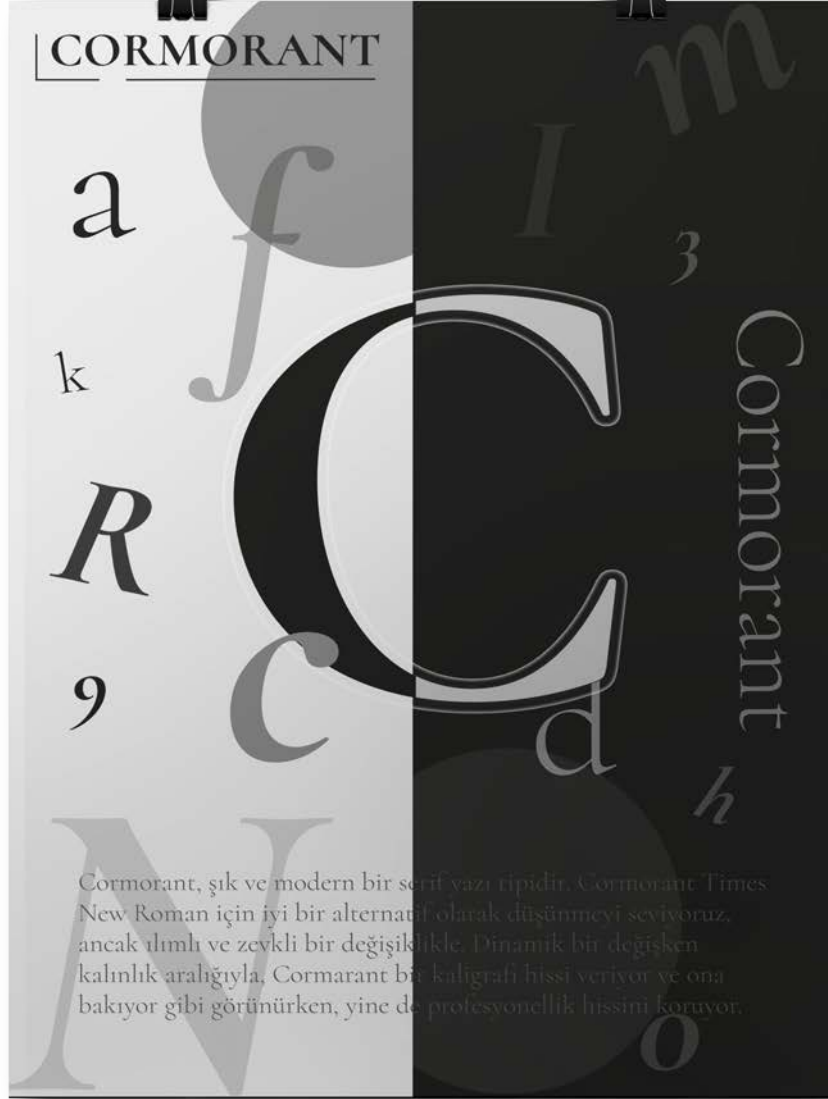 CORMORANT
m
a
f
I
3
Cormorant
k
C
R
9
c
d
h
N
Cormorant, şık ve modern bir serif yazı tipidir. Cormorant Times
New Roman için iyi bir alternatif olarak düşünmeyi seviyoruz,
ancak ılımlı ve zevkli bir değişiklikle. Dinamik bir değişken
kalınlık aralığıyla, Cormarant bir kaligrafi hissi veriyor ve ona
bakıyor gibi görünürken, yine de profesyonellik hissini koruyor.
o